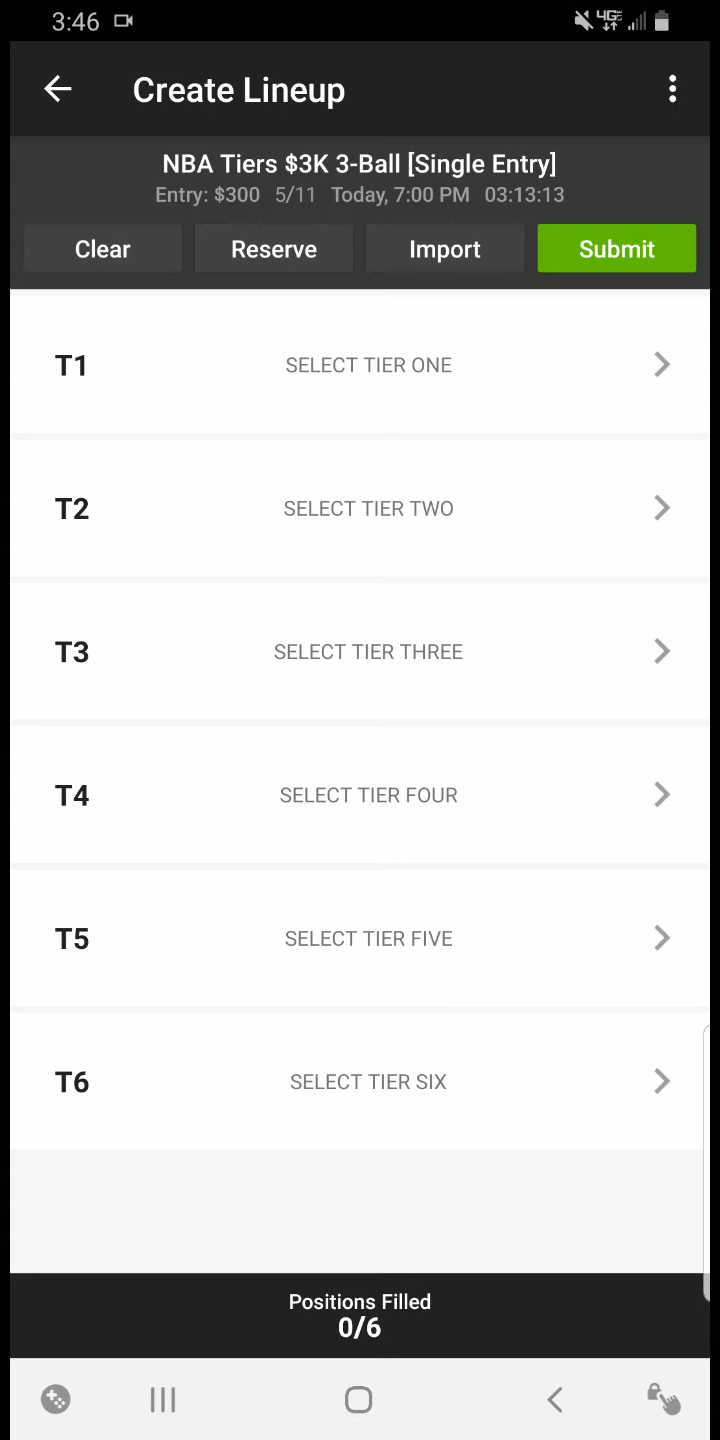 3:46
Create Lineup
NBA Tiers $3K 3-Ball [Single Entry]
Entry: $300 5/11 Today, 7:00 PM 03:13:13
Clear Reserve Import Submit
T1 SELECT TIER ONE
T2 SELECT TIER TWO
T3 SELECT TIER THREE
T4 SELECT TIER FOUR
T5 SELECT TIER FIVE
T6 SELECT TIER SIX
Positions Filled
0/6